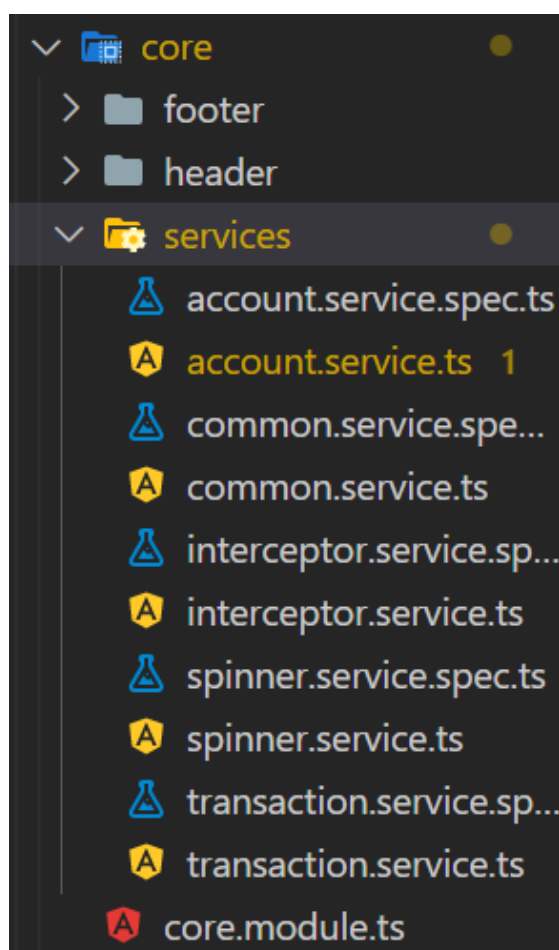 core
footer
header
services
account.service.spec.ts
account.service.ts 1
common.service.spe...
common.service.ts
interceptor.service.sp...
interceptor.service.ts
spinner.service.spec.ts
spinner.service.ts
transaction.service.sp...
transaction.service.ts
core.module.ts